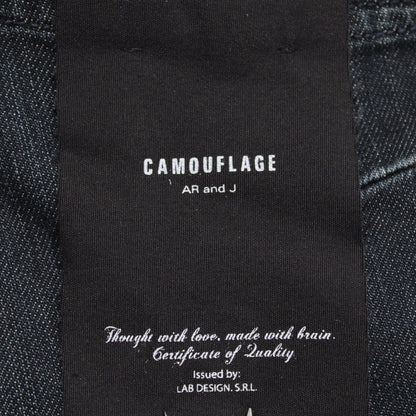 CAMOUFLAGE
AR and J
Thought with love, made with brain.
Certificate of Quality
Issued by:
LAB DESIGN. S.R.L.